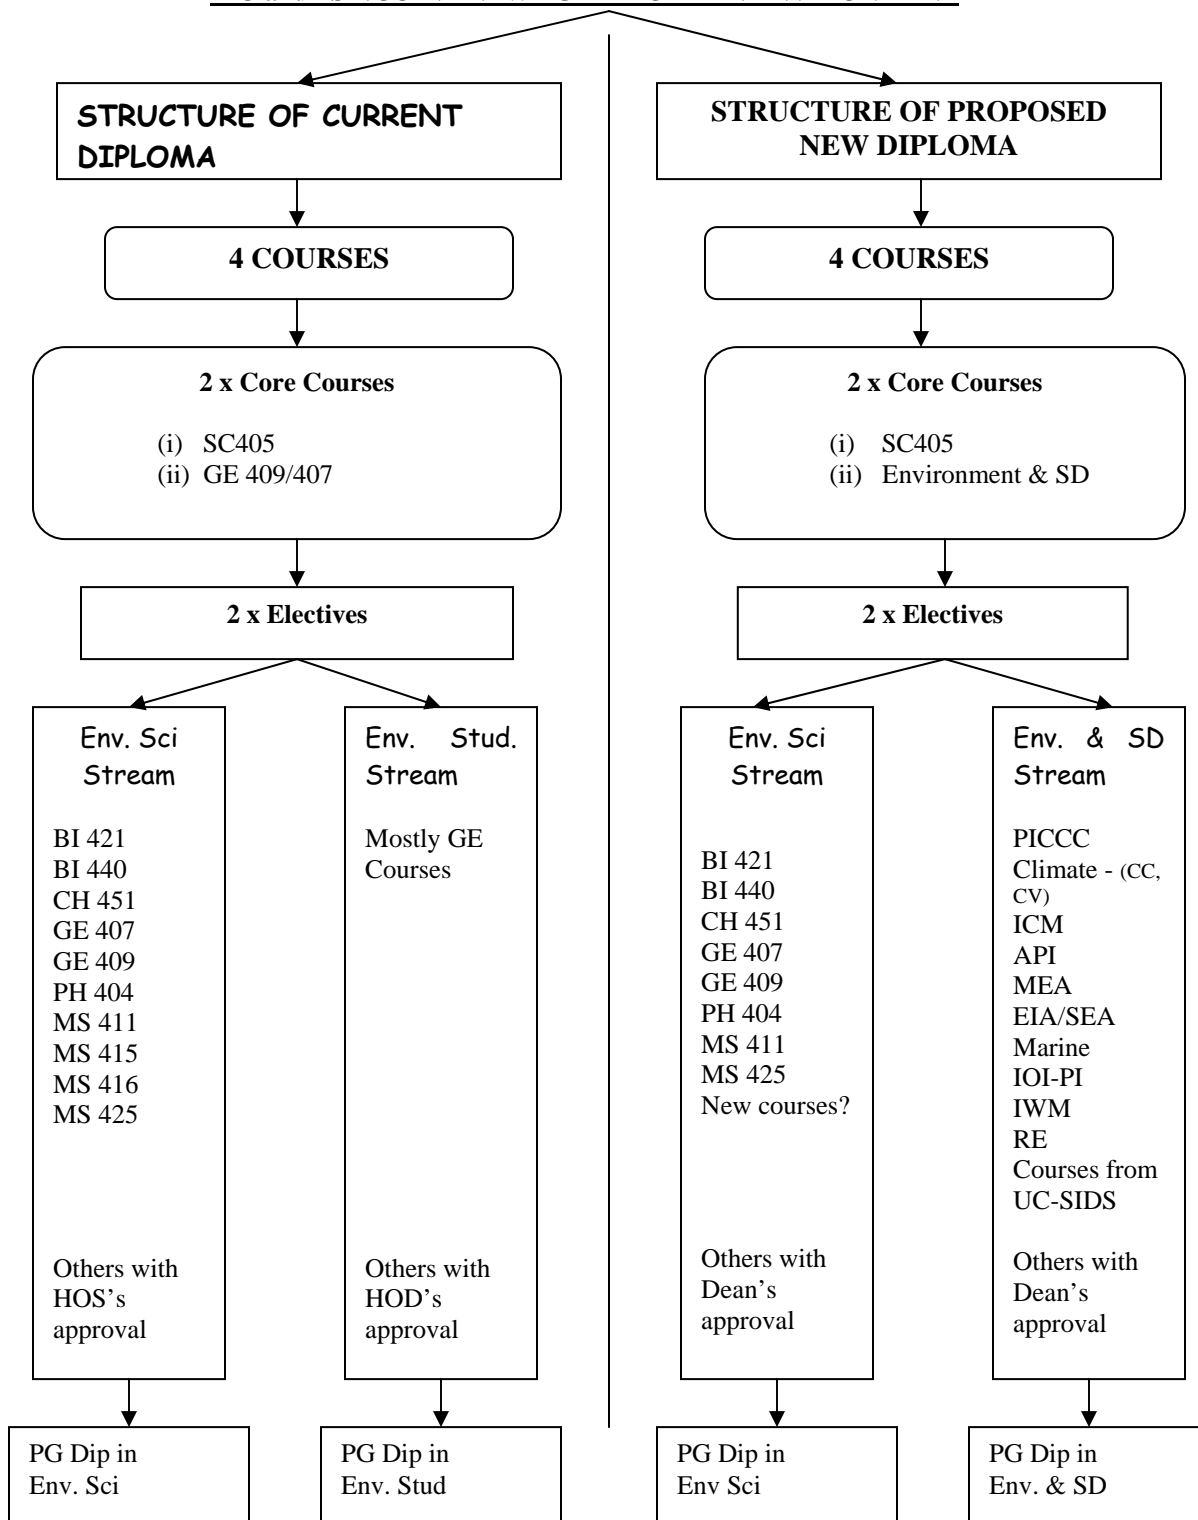 STRUCTURE OF CURRENT
DIPLOMA
4 COURSES
2 x Core Courses
(i) SC405
(ii) GE 409/407
2 x Electives
Env. Sci
Stream
BI 421
BI 440
CH 451
GE 407
GE 409
PH 404
MS 411
MS 415
MS 416
MS 425
Others with
HOS's
approval
PG Dip in
Env. Sci
Env. Stud.
Stream
Mostly GE
Courses
Others with
HOD's
approval
PG Dip in
Env. Stud
STRUCTURE OF PROPOSED
NEW DIPLOMA
4 COURSES
2 x Core Courses
(i) SC405
(ii) Environment & SD
2 x Electives
Env. Sci
Stream
BI 421
BI 440
CH 451
GE 407
GE 409
PH 404
MS 411
MS 425
New courses?
Others with
Dean's
approval
PG Dip in
Env Sci
Env. & SD
Stream
PICCC
Climate - (CC,
CV)
ICM
API
MEA
EIA/SEA
Marine
IOI-PI
IWM
RE
Courses from
UC-SIDS
Others with
Dean's
approval
PG Dip in
Env. & SD